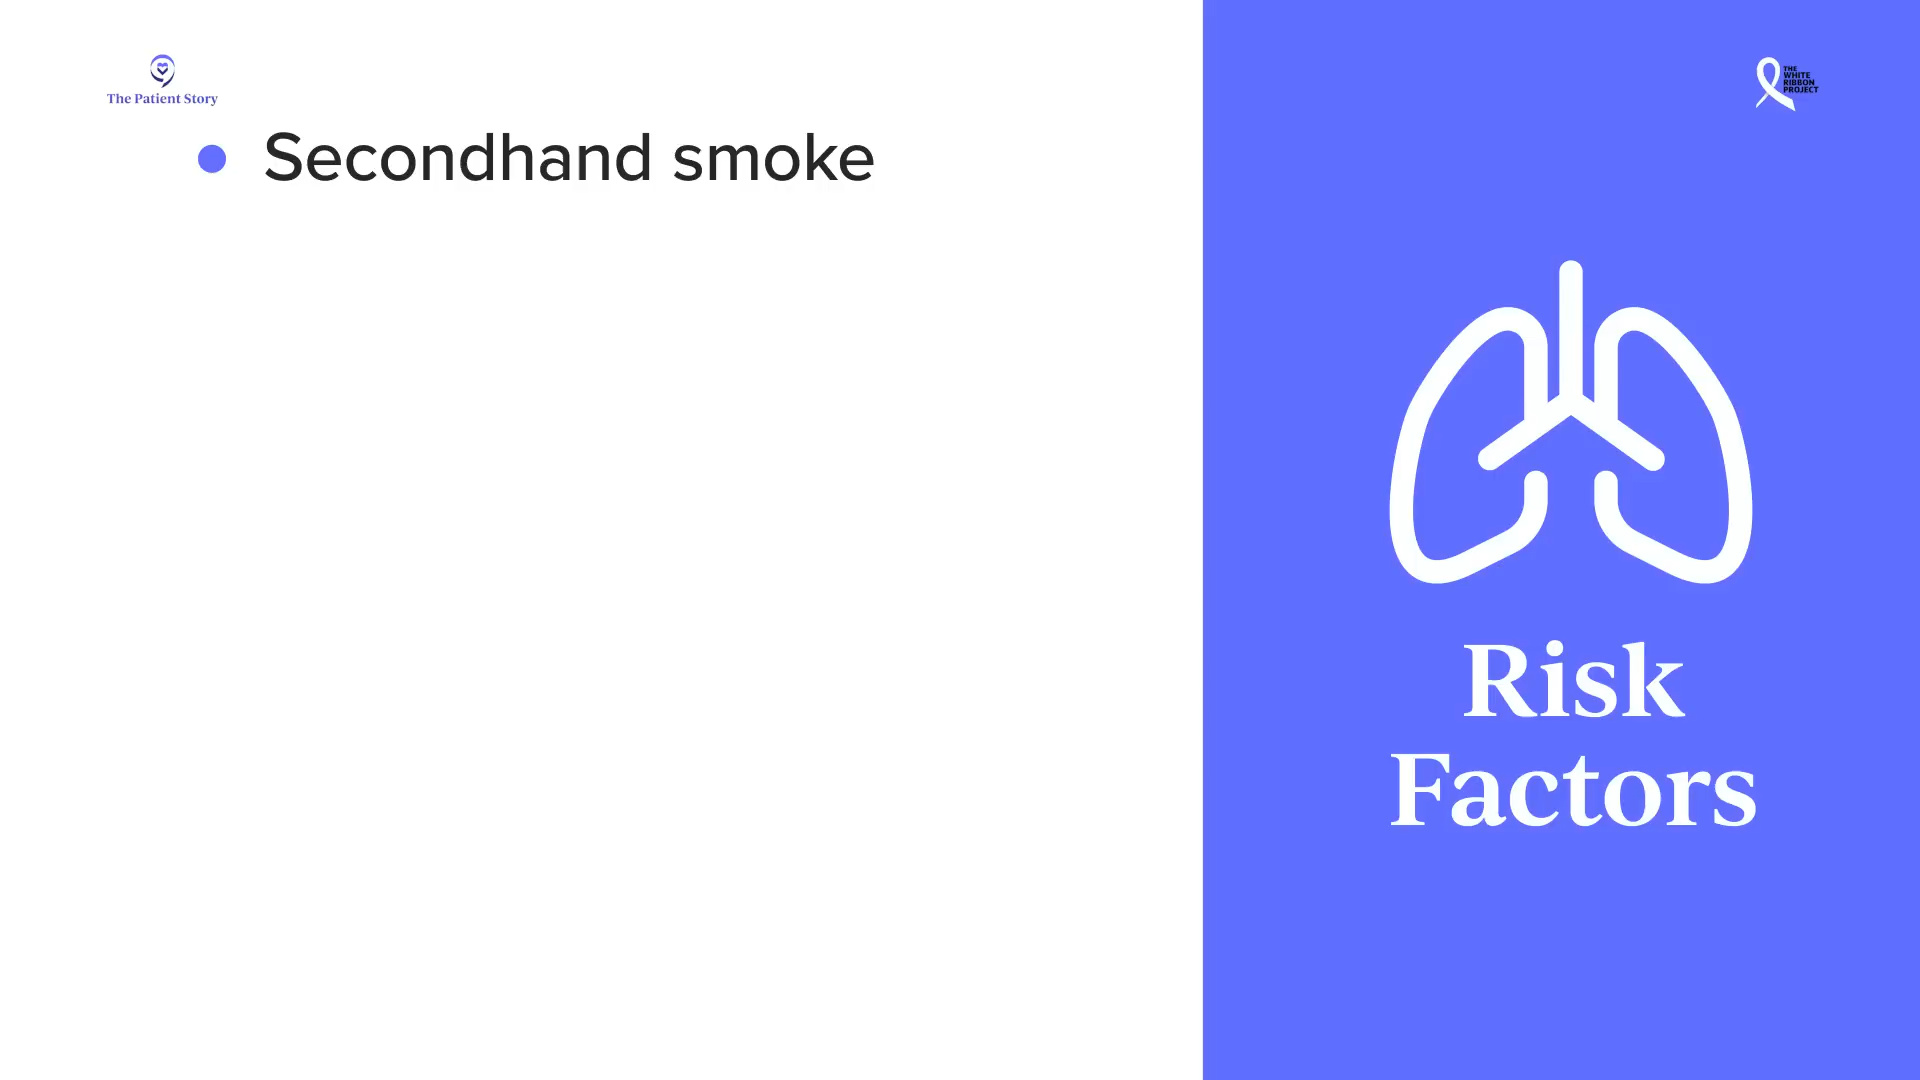 The Patient Story
THE
WHITE
RIBBON
PROJECT
Secondhand smoke
Risk
Factors